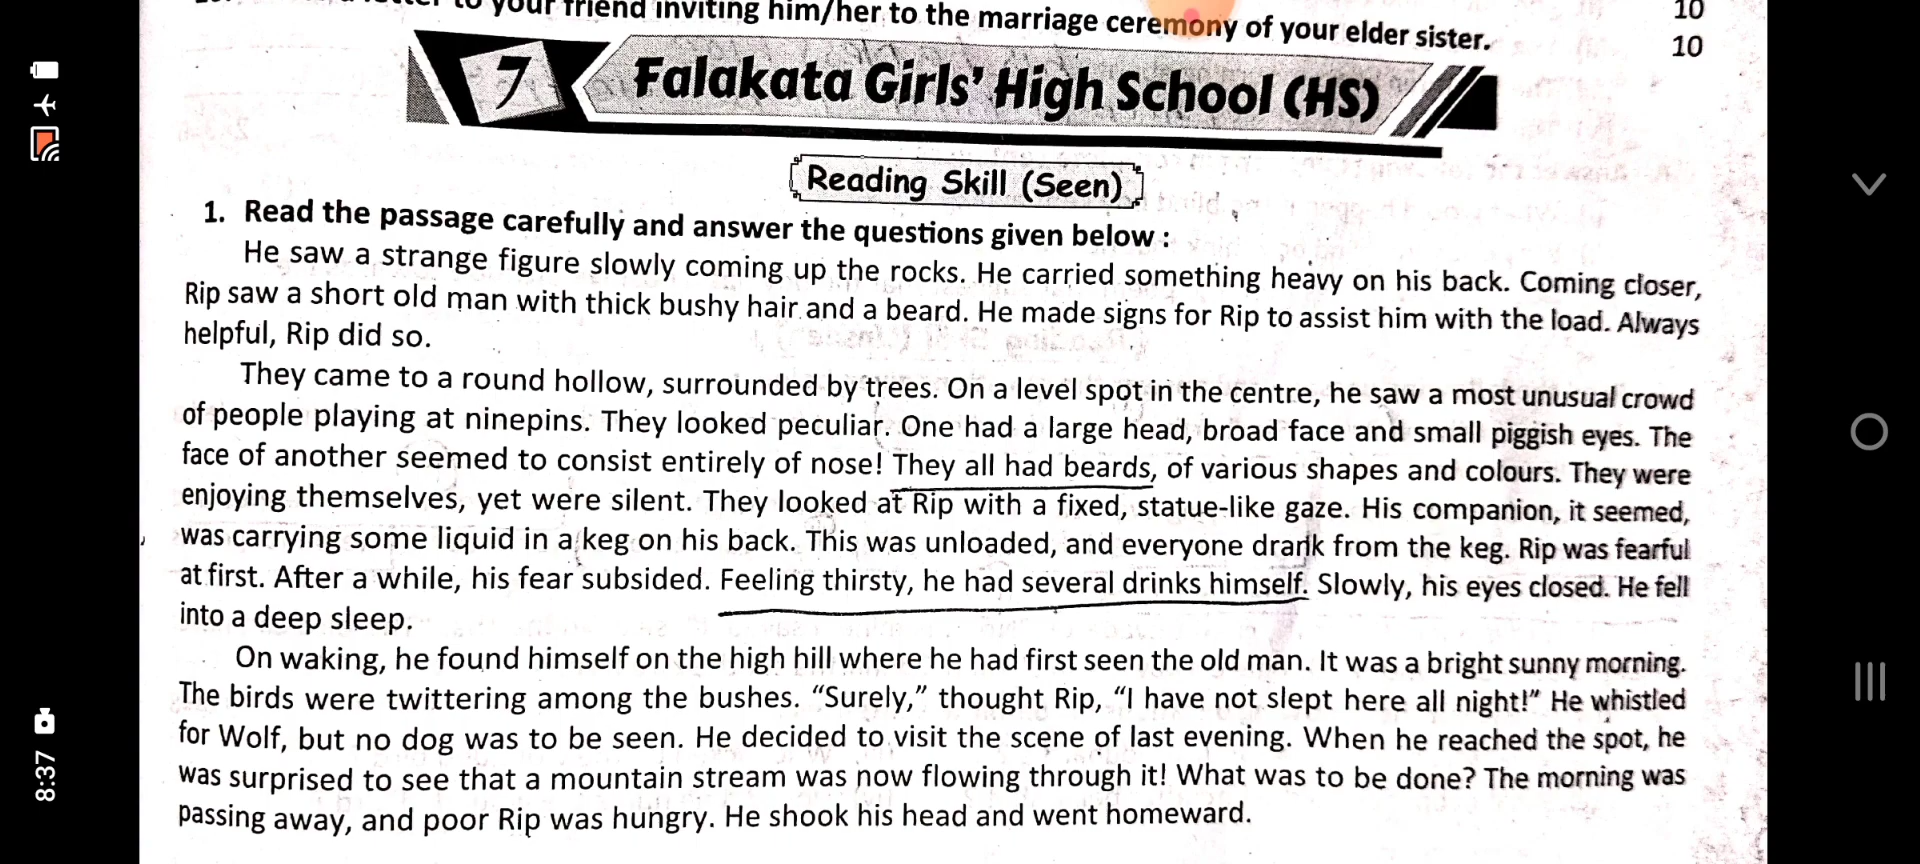 to your friend inviting him/her to the marriage ceremony of your elder sister.
10
10
7
Falakata Girls' High School (HS)
Reading Skill (Seen)
1. Read the passage carefully and answer the questions given below :
He saw a strange figure slowly coming up the rocks. He carried something heavy on his back. Coming closer,
Rip saw a short old man with thick bushy hair and a beard. He made signs for Rip to assist him with the load. Always
helpful, Rip did so.
They came to a round hollow, surrounded by trees. On a level spot in the centre, he saw a most unusual crowd
of people playing at ninepins. They looked peculiar. One had a large head, broad face and small piggish eyes. The
face of another seemed to consist entirely of nose! They all had beards, of various shapes and colours. They were
enjoying themselves, yet were silent. They looked at Rip with a fixed, statue-like gaze. His companion, it seemed,
was carrying some liquid in a keg on his back. This was unloaded, and everyone drank from the keg. Rip was fearful
at first. After a while, his fear subsided. Feeling thirsty, he had several drinks himself. Slowly, his eyes closed. He fell
into a deep sleep.
On waking, he found himself on the high hill where he had first seen the old man. It was a bright sunny morning.
The birds were twittering among the bushes. "Surely," thought Rip, "I have not slept here all night!" He whistled
for Wolf, but no dog was to be seen. He decided to visit the scene of last evening. When he reached the spot, he
was surprised to see that a mountain stream was now flowing through it! What was to be done? The morning was
passing away, and poor Rip was hungry. He shook his head and went homeward.
8:37